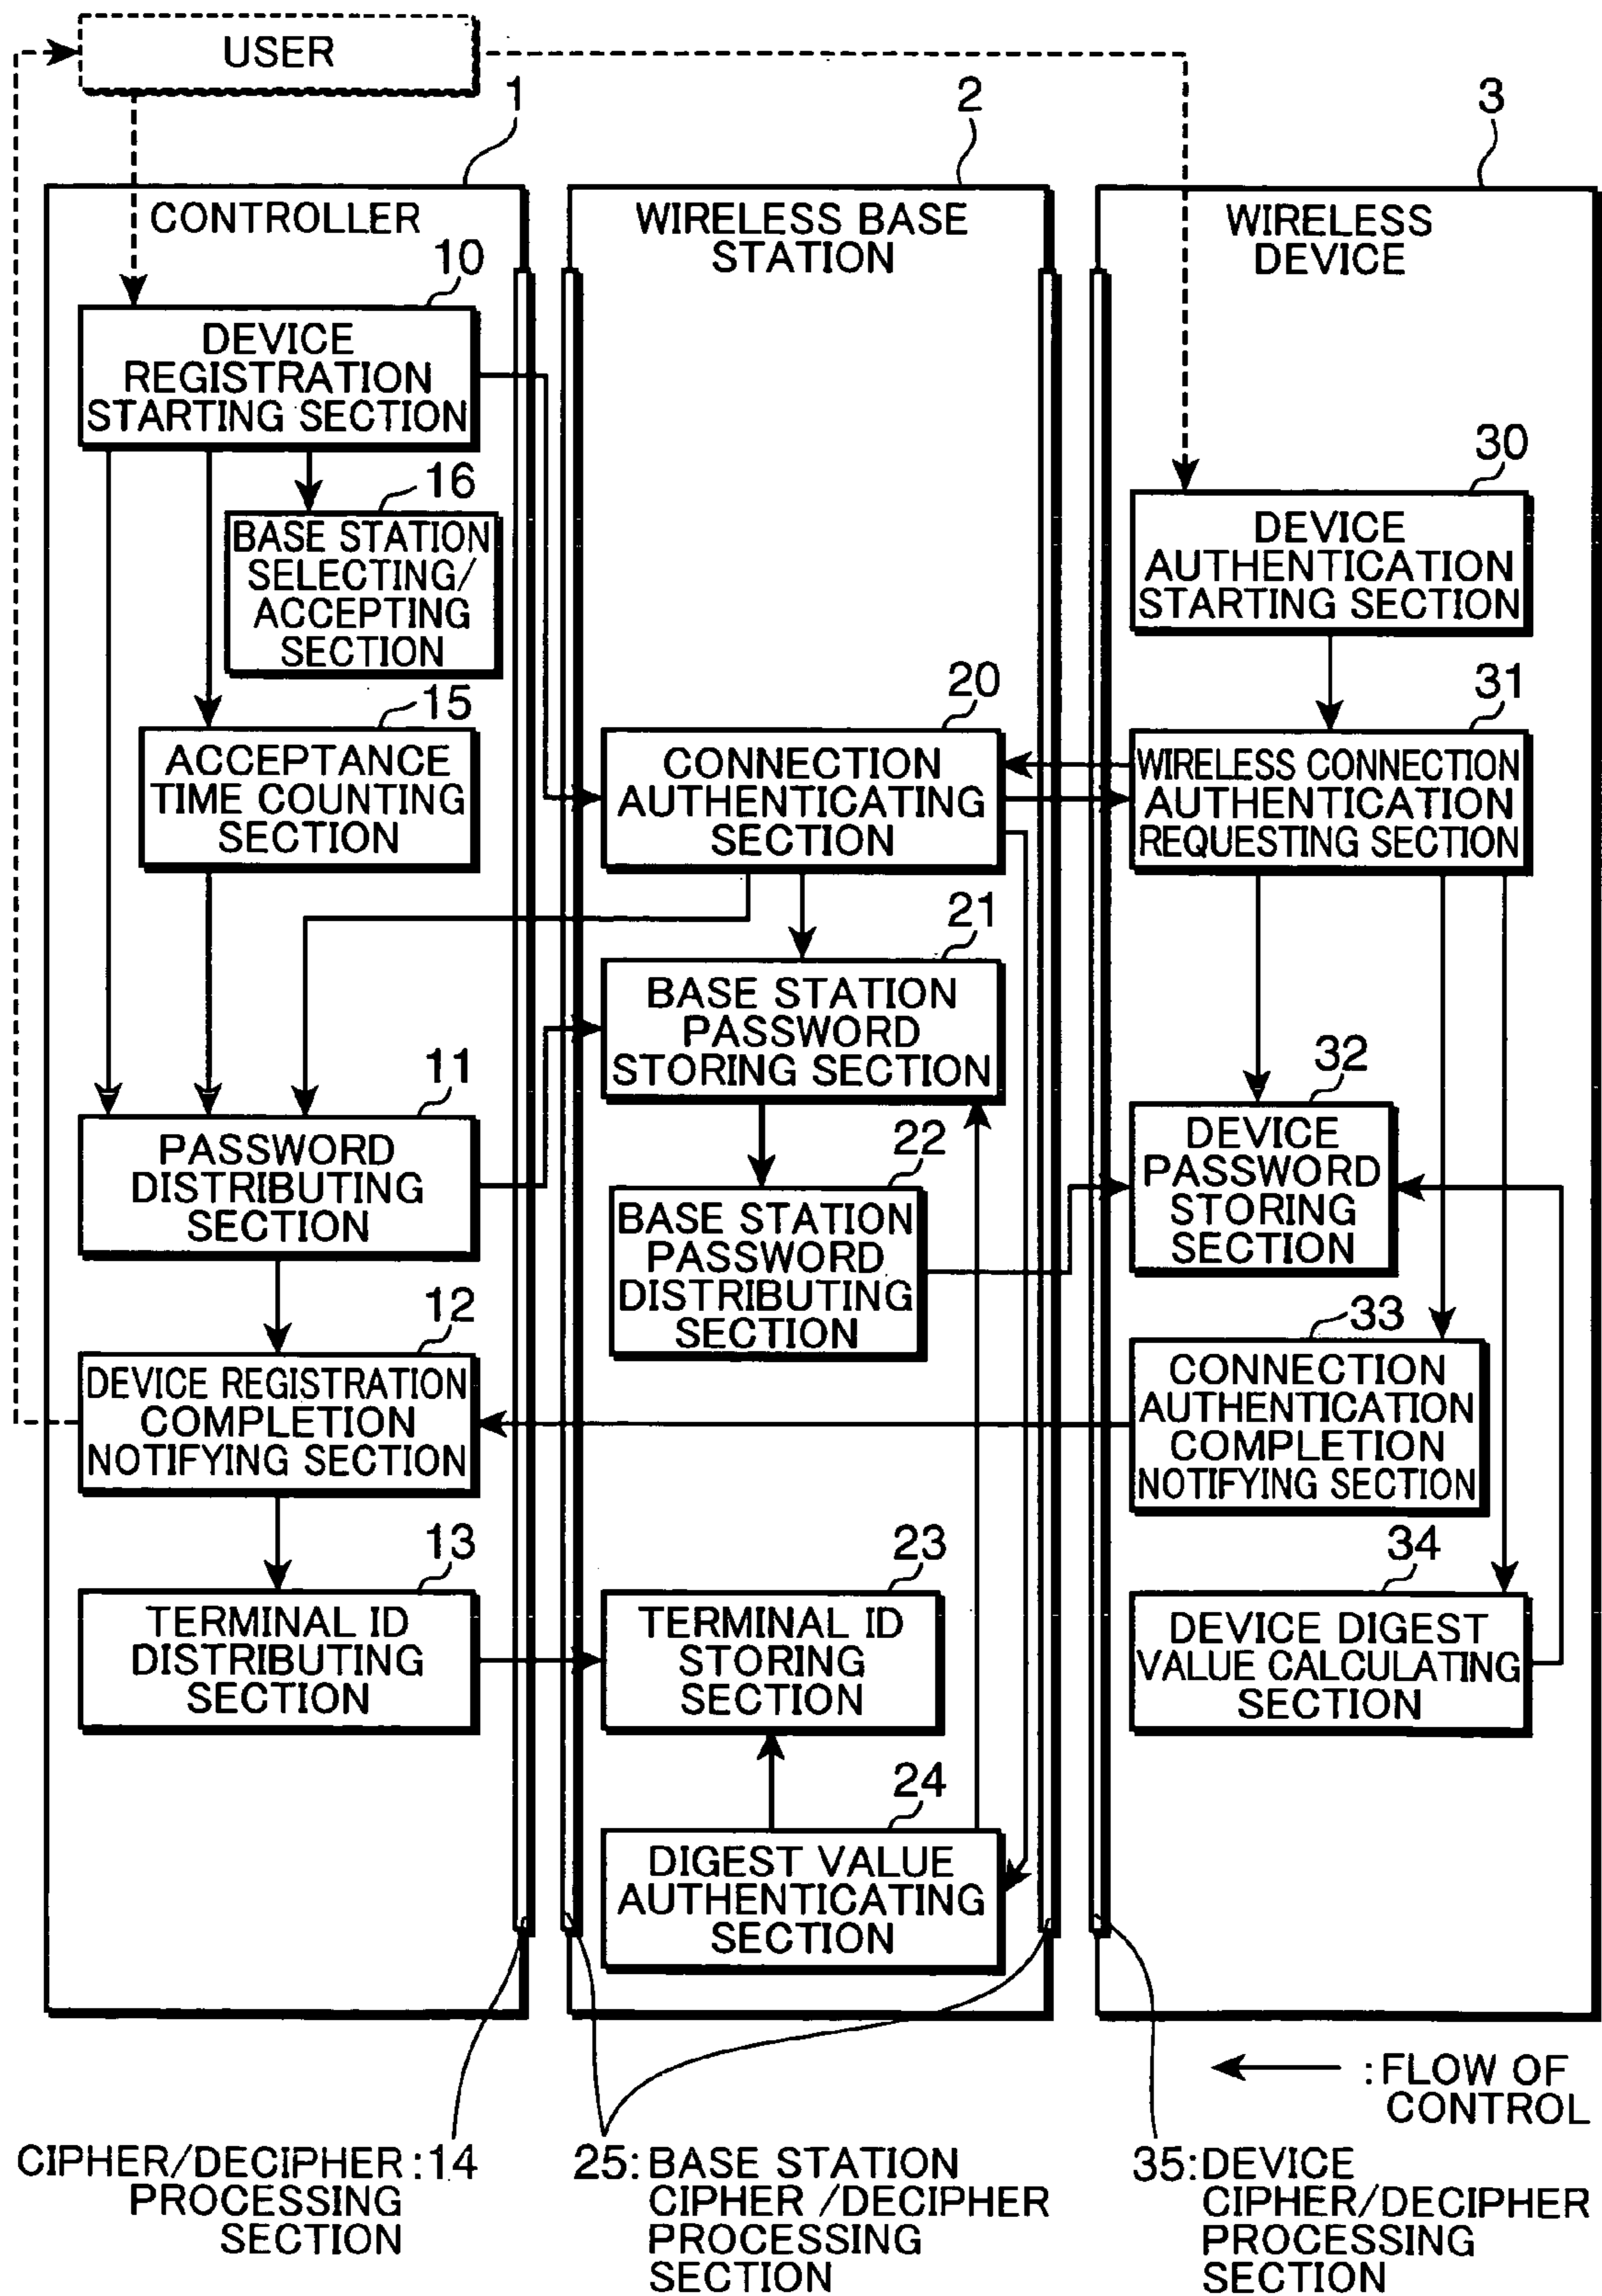 USER
1
2
3
CONTROLLER
WIRELESS BASE
STATION
WIRELESS
DEVICE
10
DEVICE
REGISTRATION
STARTING SECTION
16
BASE STATION
SELECTING/
ACCEPTING
SECTION
15
ACCEPTANCE
TIME COUNTING
SECTION
11
PASSWORD
DISTRIBUTING
SECTION
12
DEVICE REGISTRATION
COMPLETION
NOTIFYING SECTION
13
TERMINAL ID
DISTRIBUTING
SECTION
20
CONNECTION
AUTHENTICATING
SECTION
21
BASE STATION
PASSWORD
STORING SECTION
22
BASE STATION
PASSWORD
DISTRIBUTING
SECTION
23
TERMINAL ID
STORING
SECTION
24
DIGEST VALUE
AUTHENTICATING
SECTION
30
DEVICE
AUTHENTICATION
STARTING SECTION
31
WIRELESS CONNECTION
AUTHENTICATION
REQUESTING SECTION
32
DEVICE
PASSWORD
STORING
SECTION
33
CONNECTION
AUTHENTICATION
COMPLETION
NOTIFYING SECTION
34
DEVICE DIGEST
VALUE CALCULATING
SECTION
:FLOW OF
CONTROL
CIPHER/DECIPHER:14
PROCESSING
SECTION
25:BASE STATION
CIPHER /DECIPHER
PROCESSING
SECTION
35:DEVICE
CIPHER/DECIPHER
PROCESSING
SECTION